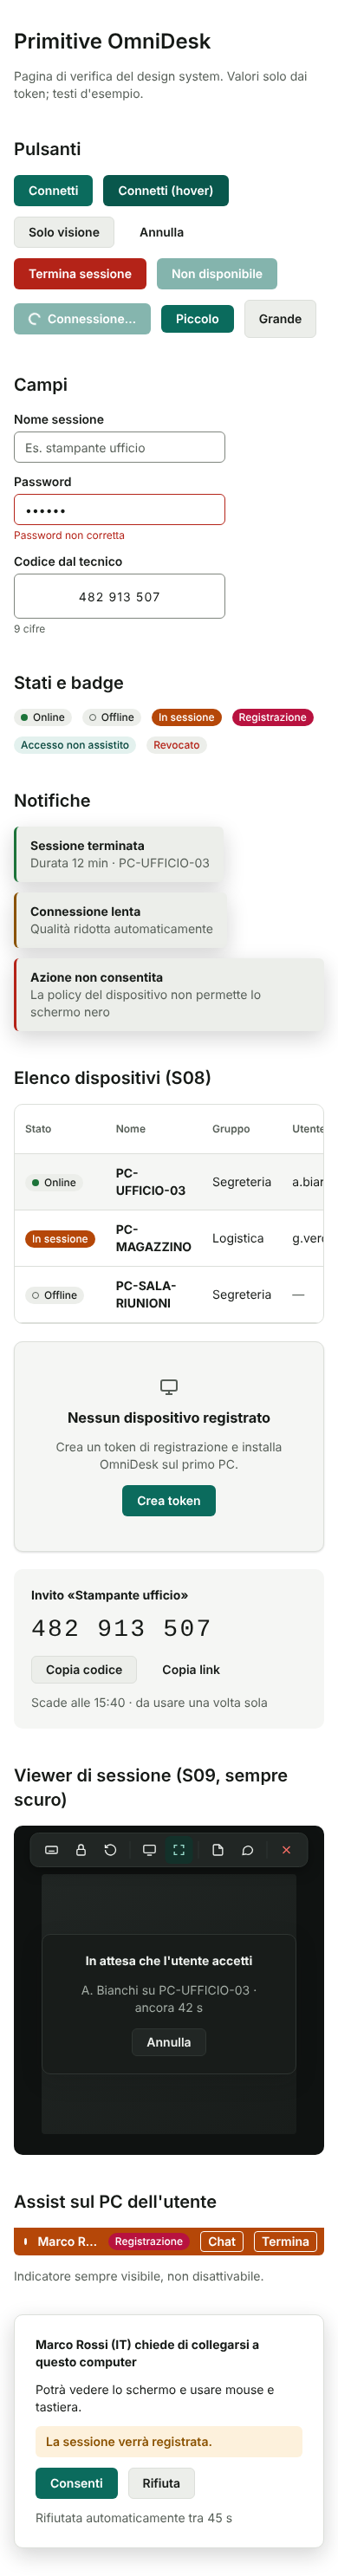 Primitive OmniDesk
Pagina di verifica del design system. Valori solo dai
token; testi d'esempio.
Pulsanti
Connetti
Connetti (hover)
Solo visione
Annulla
Termina sessione
Non disponibile
Connessione...
Piccolo
Grande
Campi
Nome sessione
Es. stampante ufficio
Password
••••••
Password non corretta
Codice dal tecnico
482 913 507
9 cifre
Stati e badge
Online
Offline
In sessione
Registrazione
Accesso non assistito
Revocato
Notifiche
Sessione terminata
Durata 12 min · PC-UFFICIO-03
Connessione lenta
Qualità ridotta automaticamente
Azione non consentita
La policy del dispositivo non permette lo
schermo nero
Elenco dispositivi (S08)
Stato Nome Gruppo Utente
Online PC-UFFICIO-03 Segreteria a.bian
In sessione PC-MAGAZZINO Logistica g.verd
Offline PC-SALA-RIUNIONI Segreteria —
Nessun dispositivo registrato
Crea un token di registrazione e installa
OmniDesk sul primo PC.
Crea token
Invito «Stampante ufficio»
482 913 507
Copia codice
Copia link
Scade alle 15:40 · da usare una volta sola
Viewer di sessione (S09, sempre
scuro)
In attesa che l'utente accetti
A. Bianchi su PC-UFFICIO-03 ·
ancora 42 s
Annulla
Assist sul PC dell'utente
Marco R...
Registrazione
Chat
Termina
Indicatore sempre visibile, non disattivabile.
Marco Rossi (IT) chiede di collegarsi a
questo computer
Potrà vedere lo schermo e usare mouse e
tastiera.
La sessione verrà registrata.
Consenti
Rifiuta
Rifiutata automaticamente tra 45 s